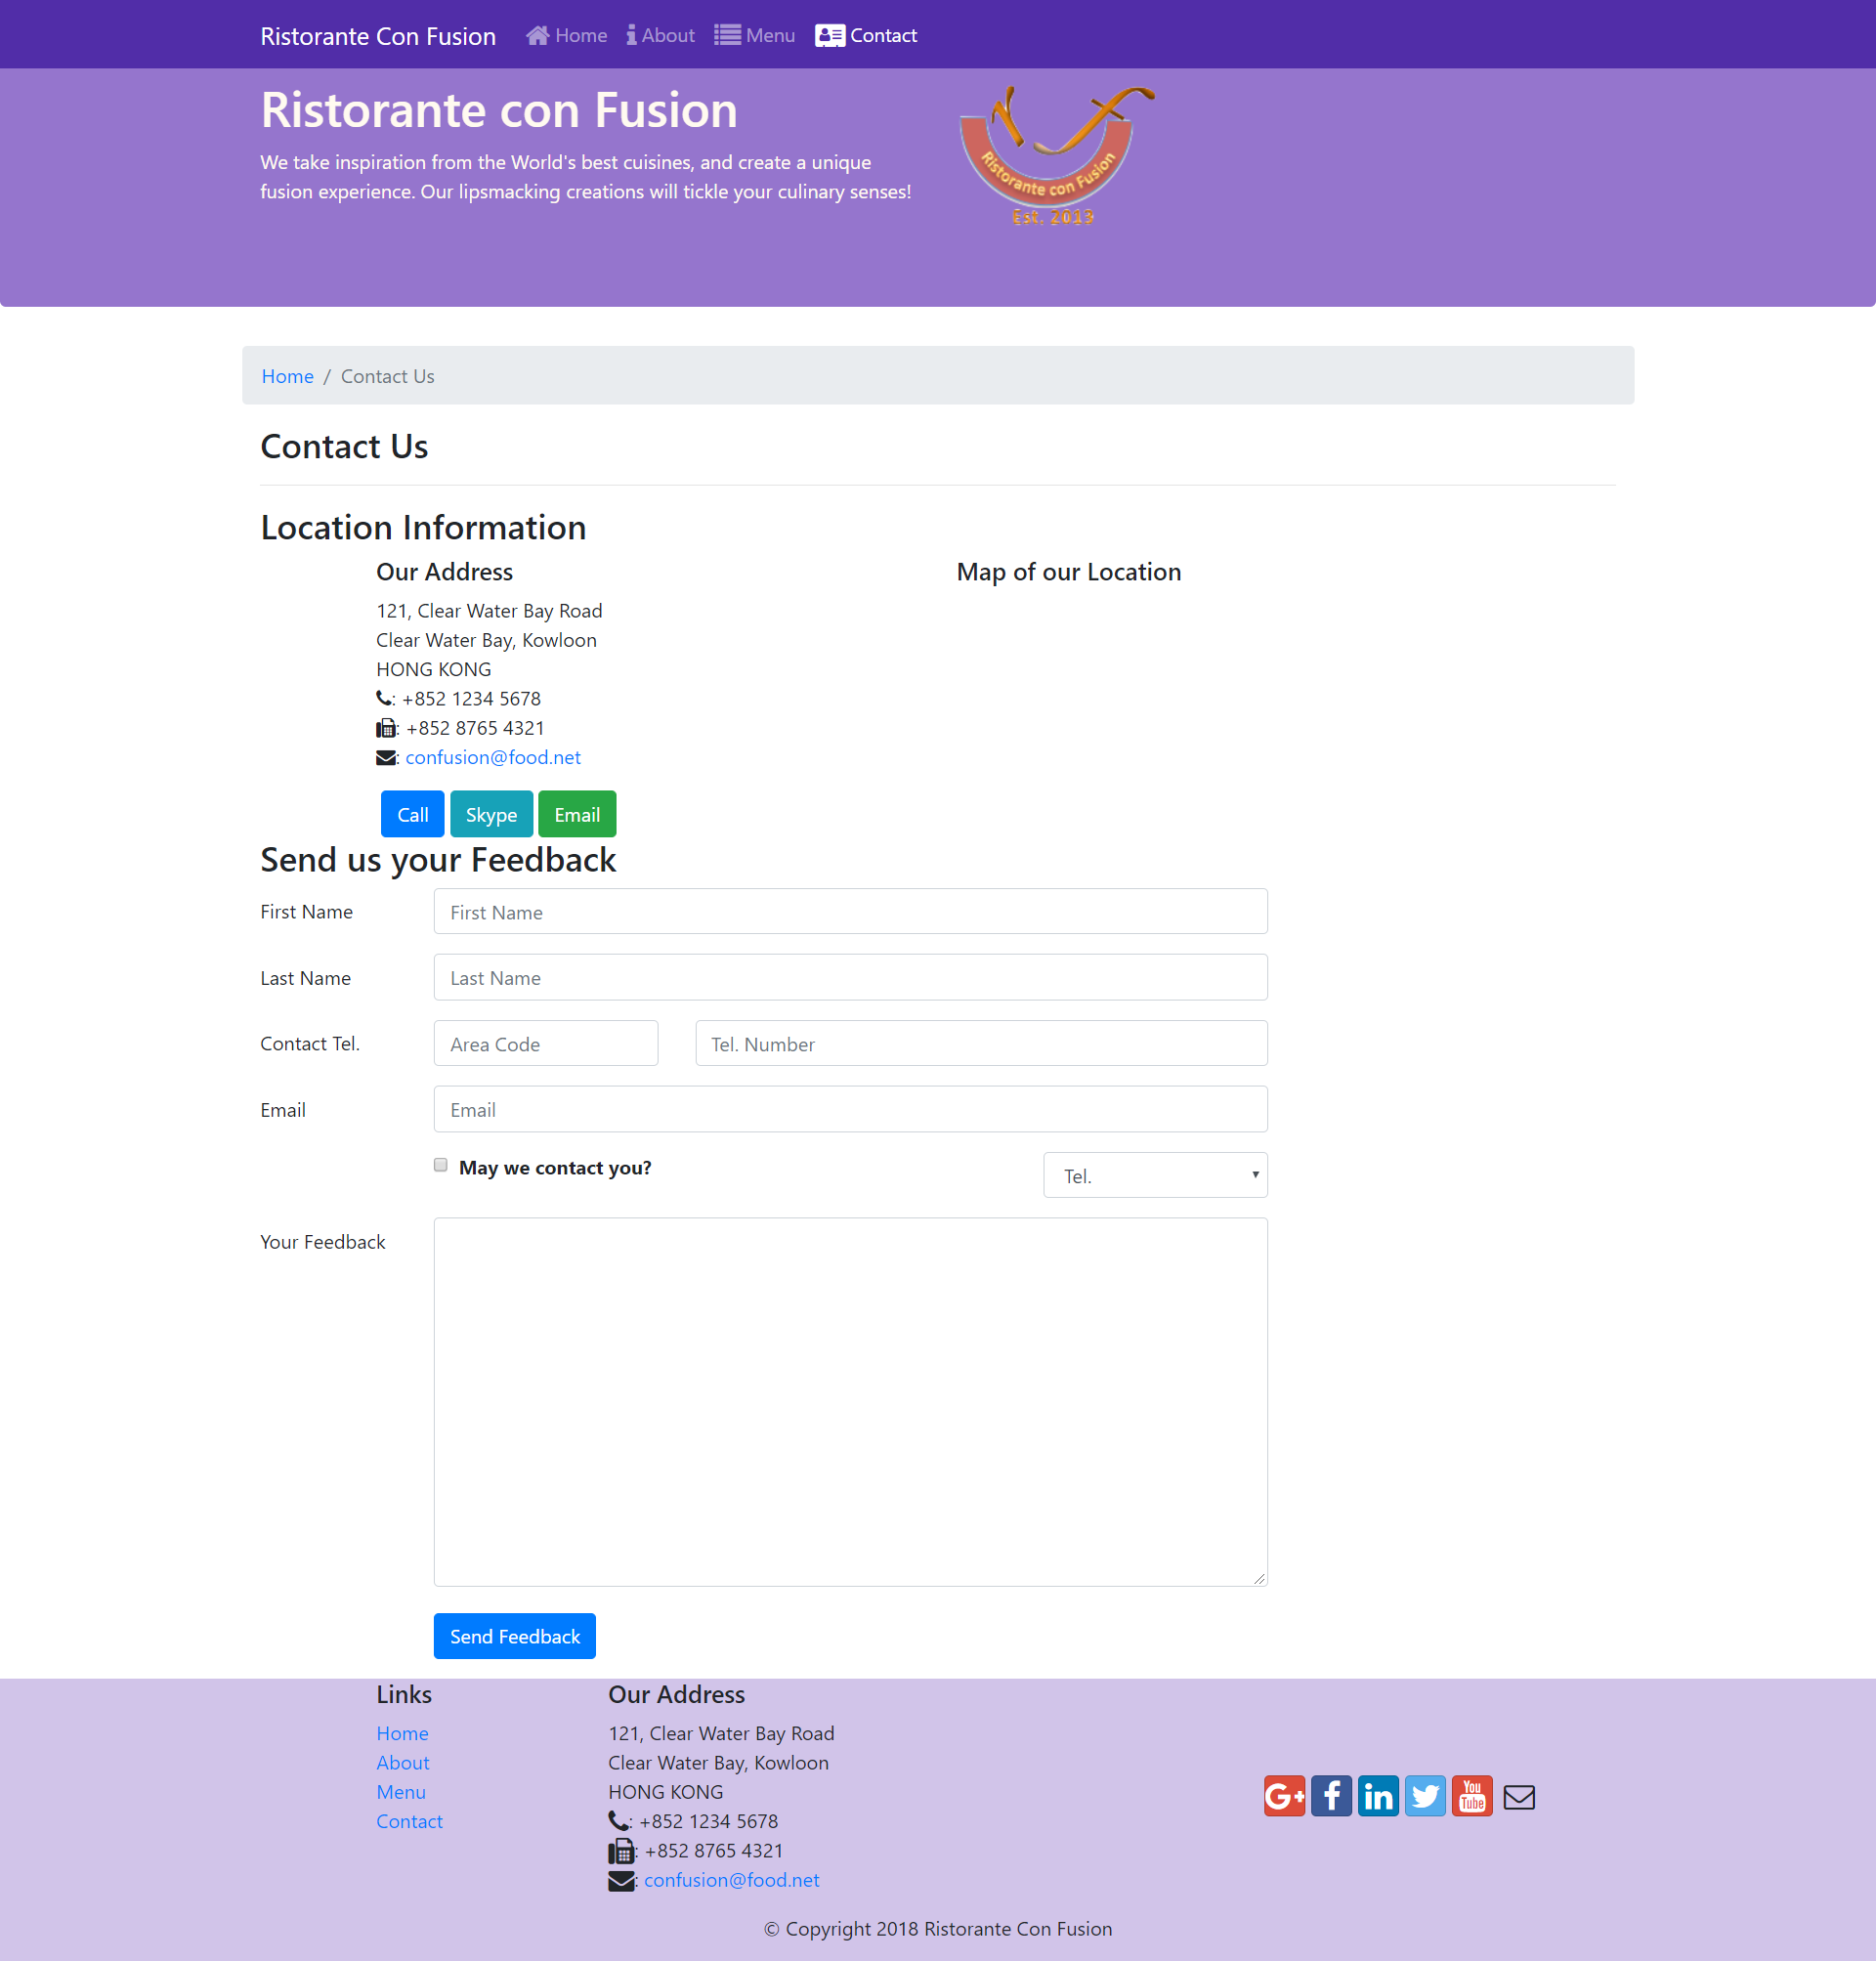 Ristorante Con Fusion Home About Menu Contact
Ristorante con Fusion
We take inspiration from the World's best cuisines, and create a unique
fusion experience. Our lipsmacking creations will tickle your culinary senses!
Ristorante con Fusion
Est. 2013
Home / Contact Us
Contact Us
Location Information
Our Address
121, Clear Water Bay Road
Clear Water Bay, Kowloon
HONG KONG
: +852 1234 5678
: +852 8765 4321
: confusion@food.net
Call Skype Email
Map of our Location
Send us your Feedback
First Name First Name
Last Name Last Name
Contact Tel. Area Code Tel. Number
Email Email
May we contact you? Tel.
Your Feedback
Send Feedback
Links
Home
About
Menu
Contact
Our Address
121, Clear Water Bay Road
Clear Water Bay, Kowloon
HONG KONG
: +852 1234 5678
: +852 8765 4321
: confusion@food.net
G+ f in You Tube
© Copyright 2018 Ristorante Con Fusion